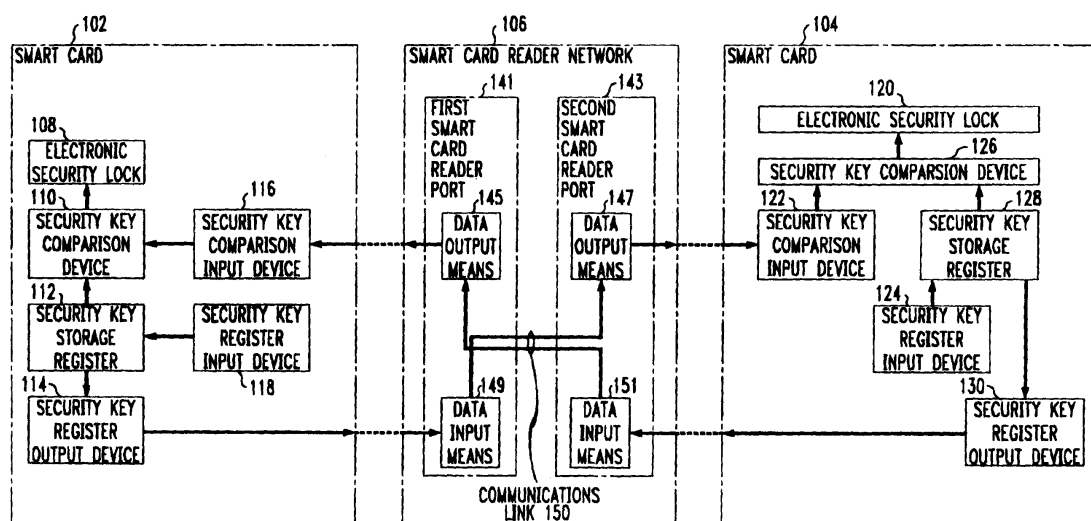 102
SMART CARD
108
ELECTRONIC
SECURITY LOCK
110
SECURITY KEY
COMPARISON
DEVICE
116
SECURITY KEY
COMPARISON
INPUT DEVICE
112
SECURITY KEY
STORAGE
REGISTER
SECURITY KEY
REGISTER
INPUT DEVICE
118
114
SECURITY KEY
REGISTER
OUTPUT DEVICE
106
SMART CARD READER NETWORK
141
FIRST
SMART
CARD
READER
PORT
145
DATA
OUTPUT
MEANS
149
DATA
INPUT
MEANS
143
SECOND
SMART
CARD
READER
PORT
147
DATA
OUTPUT
MEANS
151
DATA
INPUT
MEANS
COMMUNICATIONS
LINK 150
104
SMART CARD
120
ELECTRONIC SECURITY LOCK
126
SECURITY KEY COMPARSION DEVICE
122
SECURITY KEY
COMPARISON
INPUT DEVICE
128
SECURITY KEY
STORAGE
REGISTER
124
SECURITY KEY
REGISTER
INPUT DEVICE
130
SECURITY KEY
REGISTER
OUTPUT DEVICE